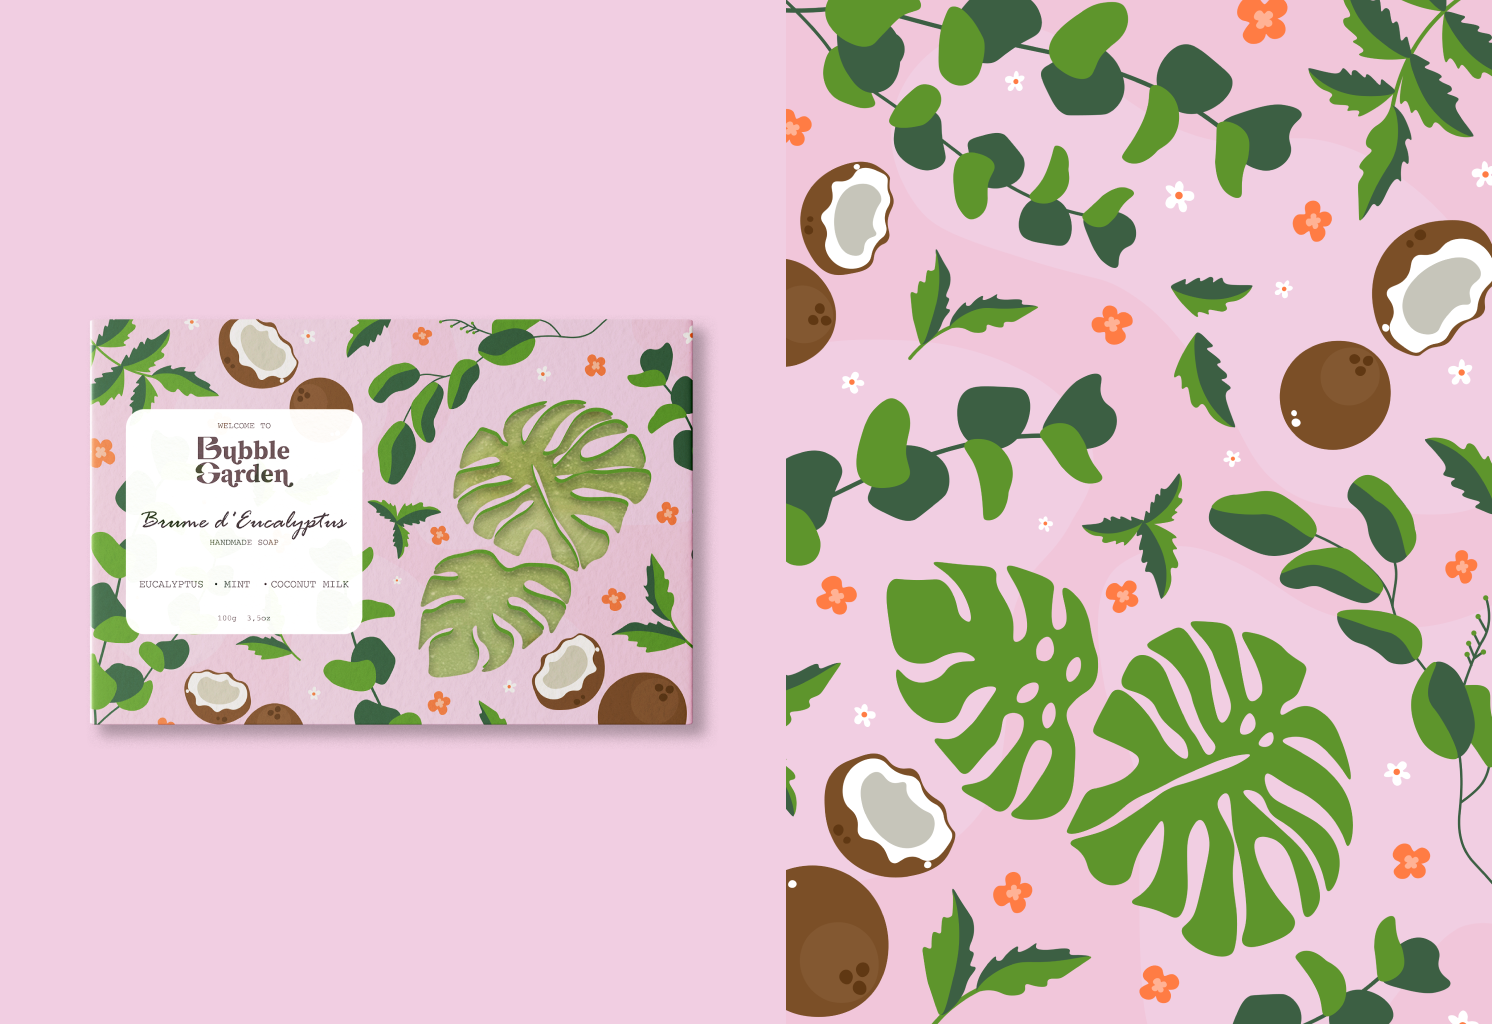 WELCOME TO
Bubble
Garden
Brume d'Eucalyptus
HANDMADE SOAP
EUCALYPTUS • MINT • COCONUT MILK
100g 3,5oz